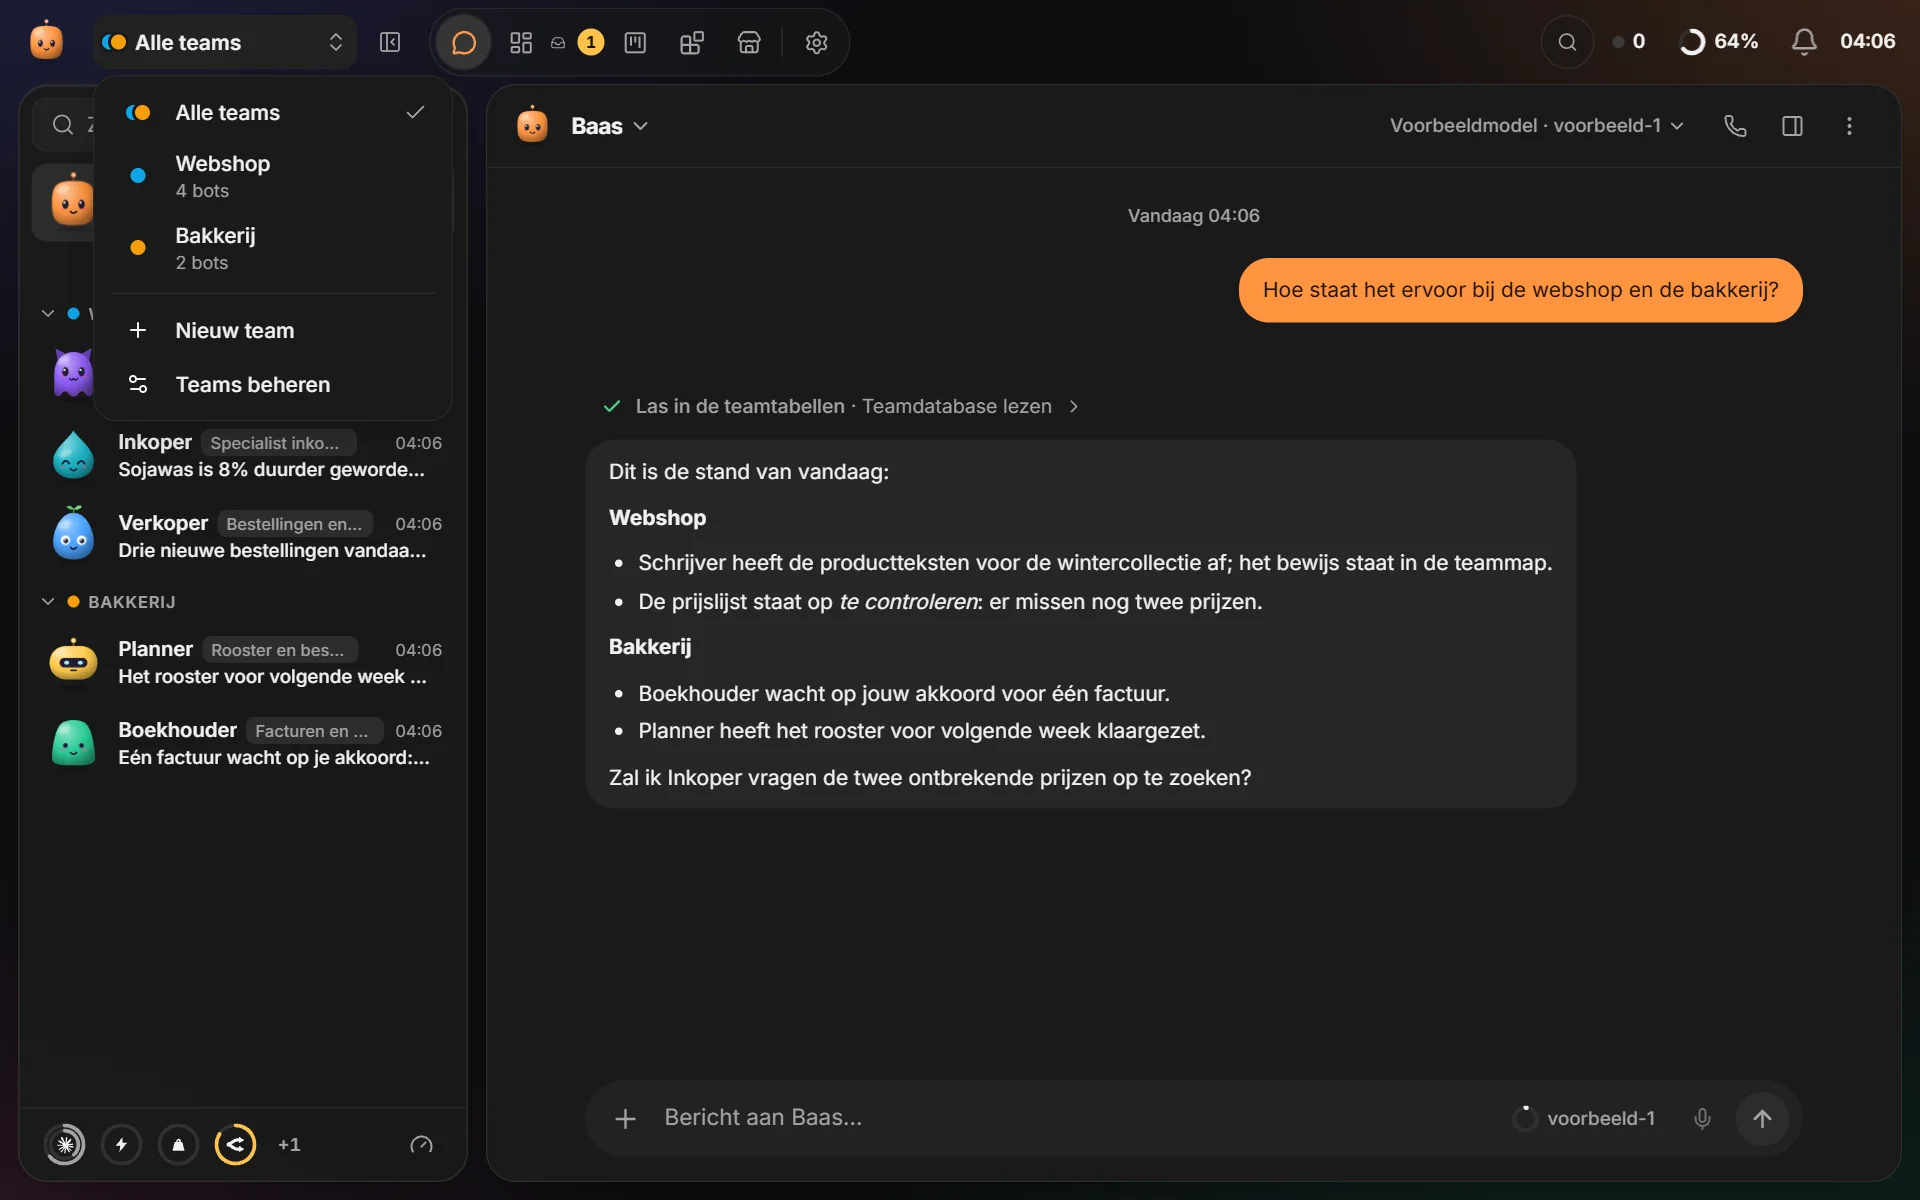 Alle teams
1
0
64%
04:06
Alle teams
Webshop
4 bots
Bakkerij
2 bots
Nieuw team
Teams beheren
Inkoper Specialist inko... 04:06
Sojawas is 8% duurder geworde...
Verkoper Bestellingen en... 04:06
Drie nieuwe bestellingen vandaa...
BAKKERIJ
Planner Rooster en bes... 04:06
Het rooster voor volgende week ...
Boekhouder Facturen en ... 04:06
Eén factuur wacht op je akkoord:...
+1
Baas
Voorbeeldmodel · voorbeeld-1
Vandaag 04:06
Hoe staat het ervoor bij de webshop en de bakkerij?
Las in de teamtabellen · Teamdatabase lezen
Dit is de stand van vandaag:
Webshop
• Schrijver heeft de productteksten voor de wintercollectie af; het bewijs staat in de teammap.
• De prijslijst staat op te controleren: er missen nog twee prijzen.
Bakkerij
• Boekhouder wacht op jouw akkoord voor één factuur.
• Planner heeft het rooster voor volgende week klaargezet.
Zal ik Inkoper vragen de twee ontbrekende prijzen op te zoeken?
Bericht aan Baas...
voorbeeld-1